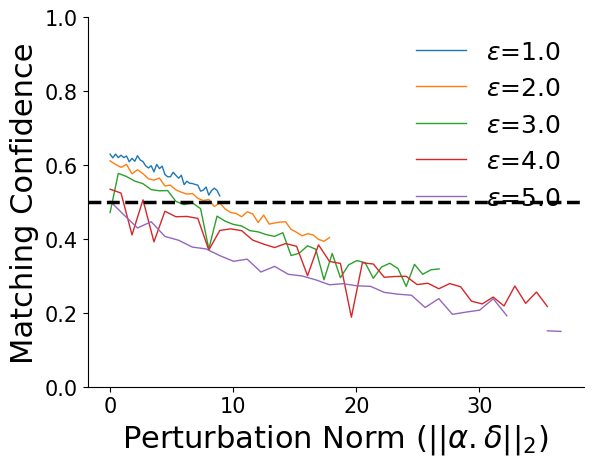 1.0
0.8
0.6
0.4
0.2
0.0
Matching Confidence
ε=1.0
ε=2.0
ε=3.0
ε=4.0
ε=5.0
0 10 20 30
Perturbation Norm (||α.δ||₂)